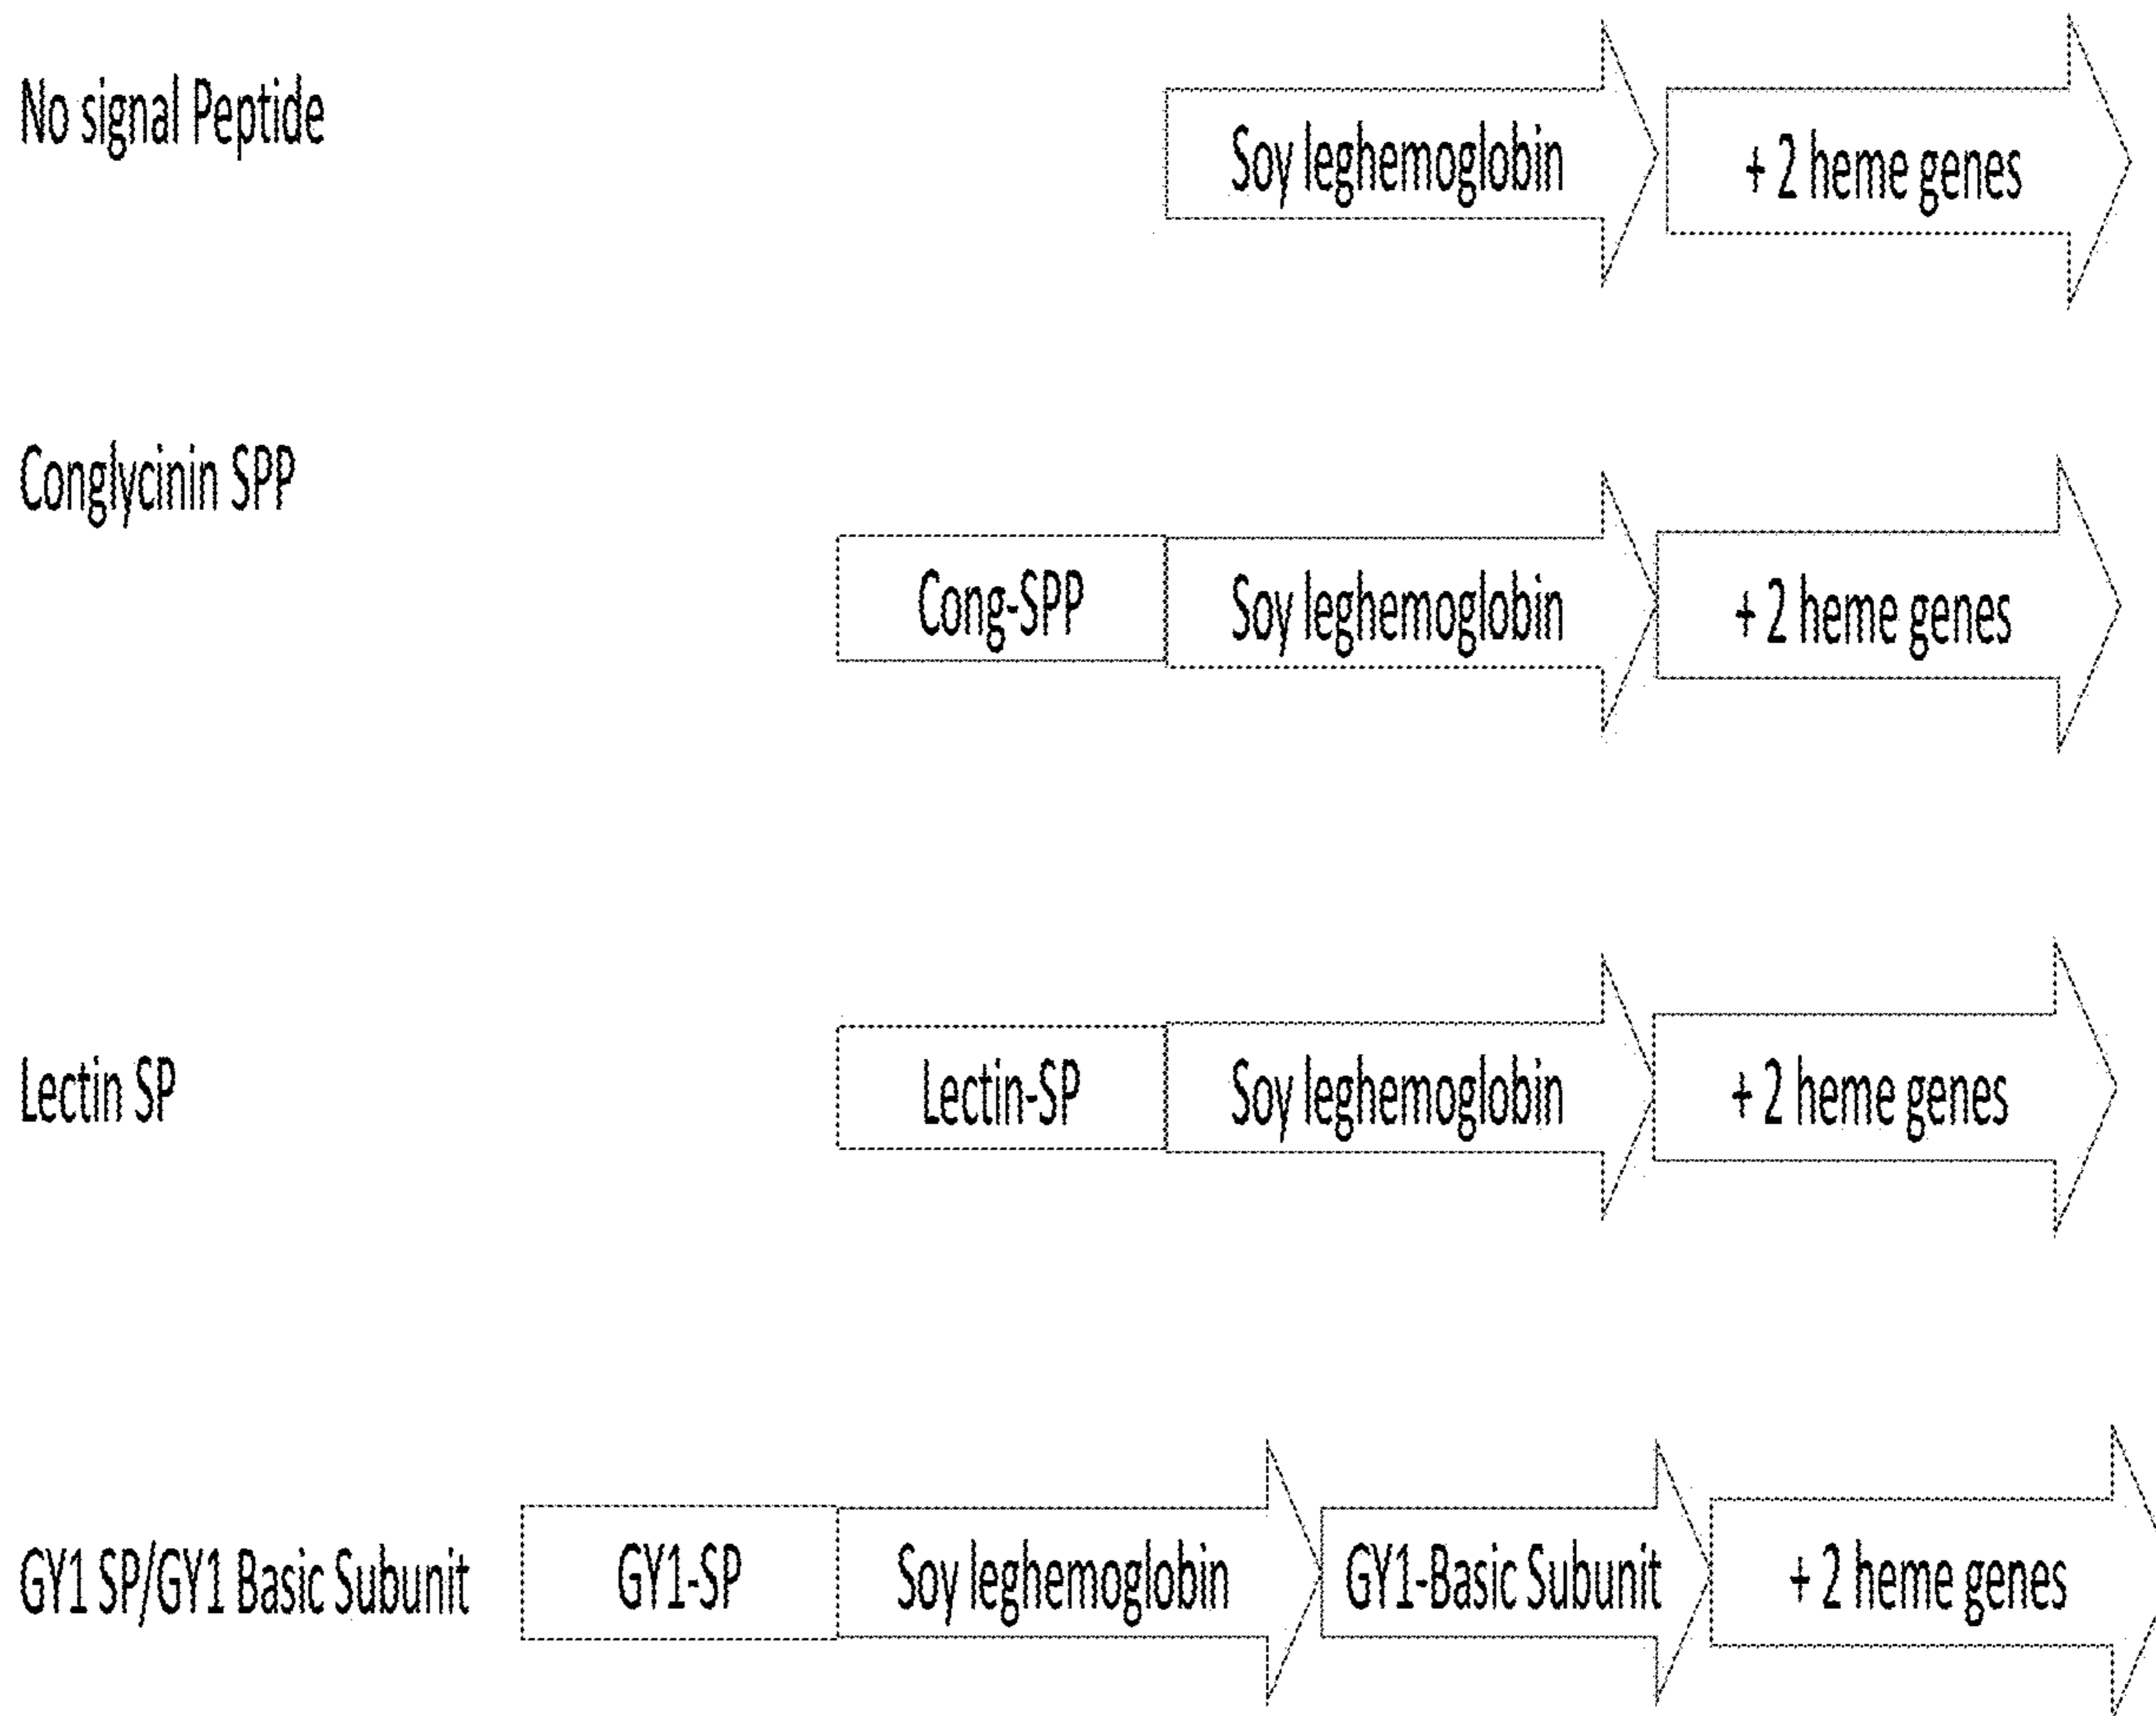 No signal Peptide
Soy leghemoglobin
+ 2 heme genes
Conglycinin SPP
Cong-SPP
Soy leghemoglobin
+ 2 heme genes
Lectin SP
Lectin-SP
Soy leghemoglobin
+ 2 heme genes
GY1 SP/GY1 Basic Subunit
GY1-SP
Soy leghemoglobin
GY1-Basic Subunit
+ 2 heme genes